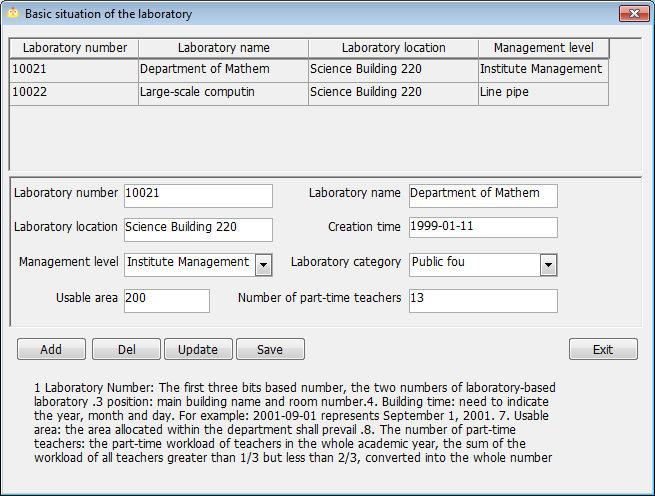 Basic situation of the laboratory
Laboratory number Laboratory name Laboratory location Management level
10021 Department of Mathem Science Building 220 Institute Management
10022 Large-scale computin Science Building 220 Line pipe
Laboratory number 10021 Laboratory name Department of Mathem
Laboratory location Science Building 220 Creation time 1999-01-11
Management level Institute Management Laboratory category Public fou
Usable area 200 Number of part-time teachers 13
Add Del Update Save Exit
1 Laboratory Number: The first three bits based number, the two numbers of laboratory-based
laboratory .3 position: main building name and room number.4. Building time: need to indicate
the year, month and day. For example: 2001-09-01 represents September 1, 2001. 7. Usable
area: the area allocated within the department shall prevail .8. The number of part-time
teachers: the part-time workload of teachers in the whole academic year, the sum of the
workload of all teachers greater than 1/3 but less than 2/3, converted into the whole number